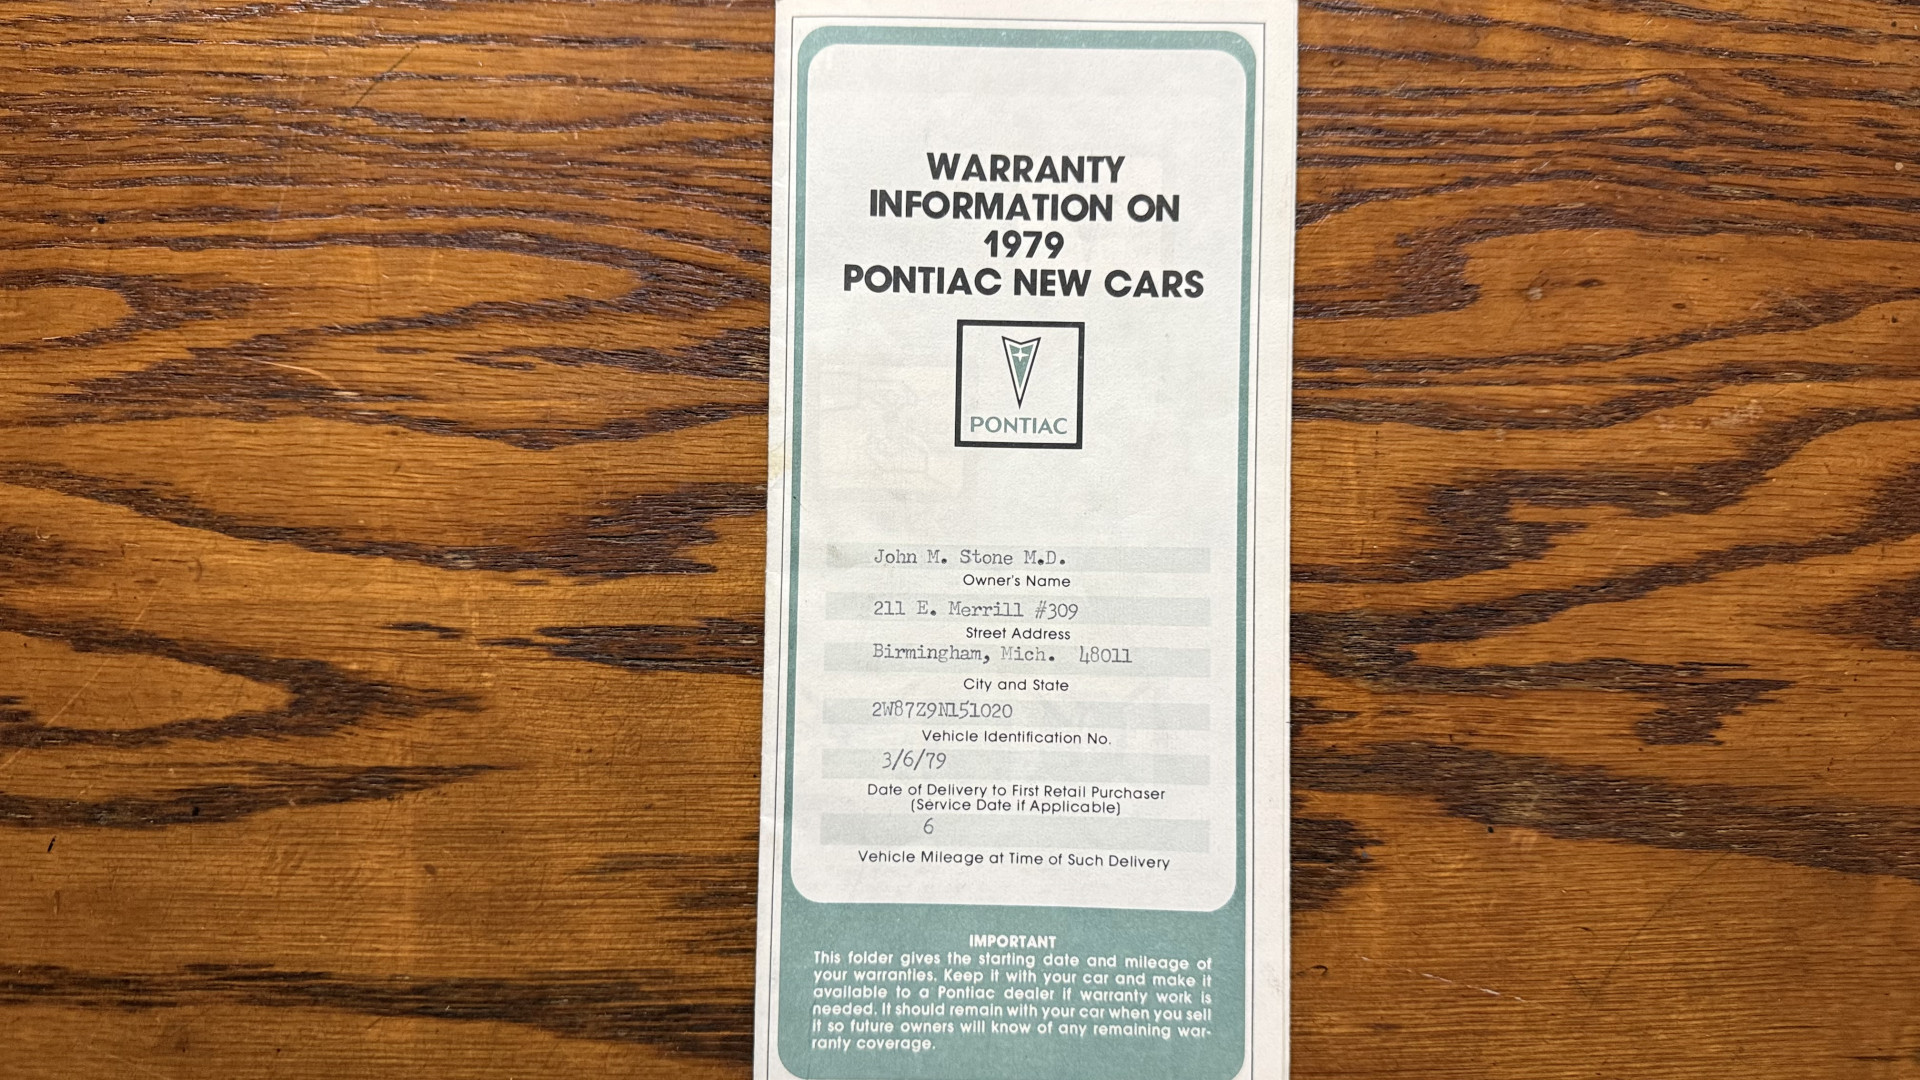 WARRANTY
INFORMATION ON
1979
PONTIAC NEW CARS
PONTIAC
John M. Stone M.D.
Owner's Name
211 E. Merrill #309
Street Address
Birmingham, Mich. 48011
City and State
2W87Z9N151020
Vehicle Identification No.
3/6/79
Date of Delivery to First Retail Purchaser
(Service Date if Applicable)
6
Vehicle Mileage at Time of Such Delivery
IMPORTANT
This folder gives the starting date and mileage of
your warranties. Keep it with your car and make it
available to a Pontiac dealer if warranty work is
needed. It should remain with your car when you sell
it so future owners will know of any remaining war-
ranty coverage.